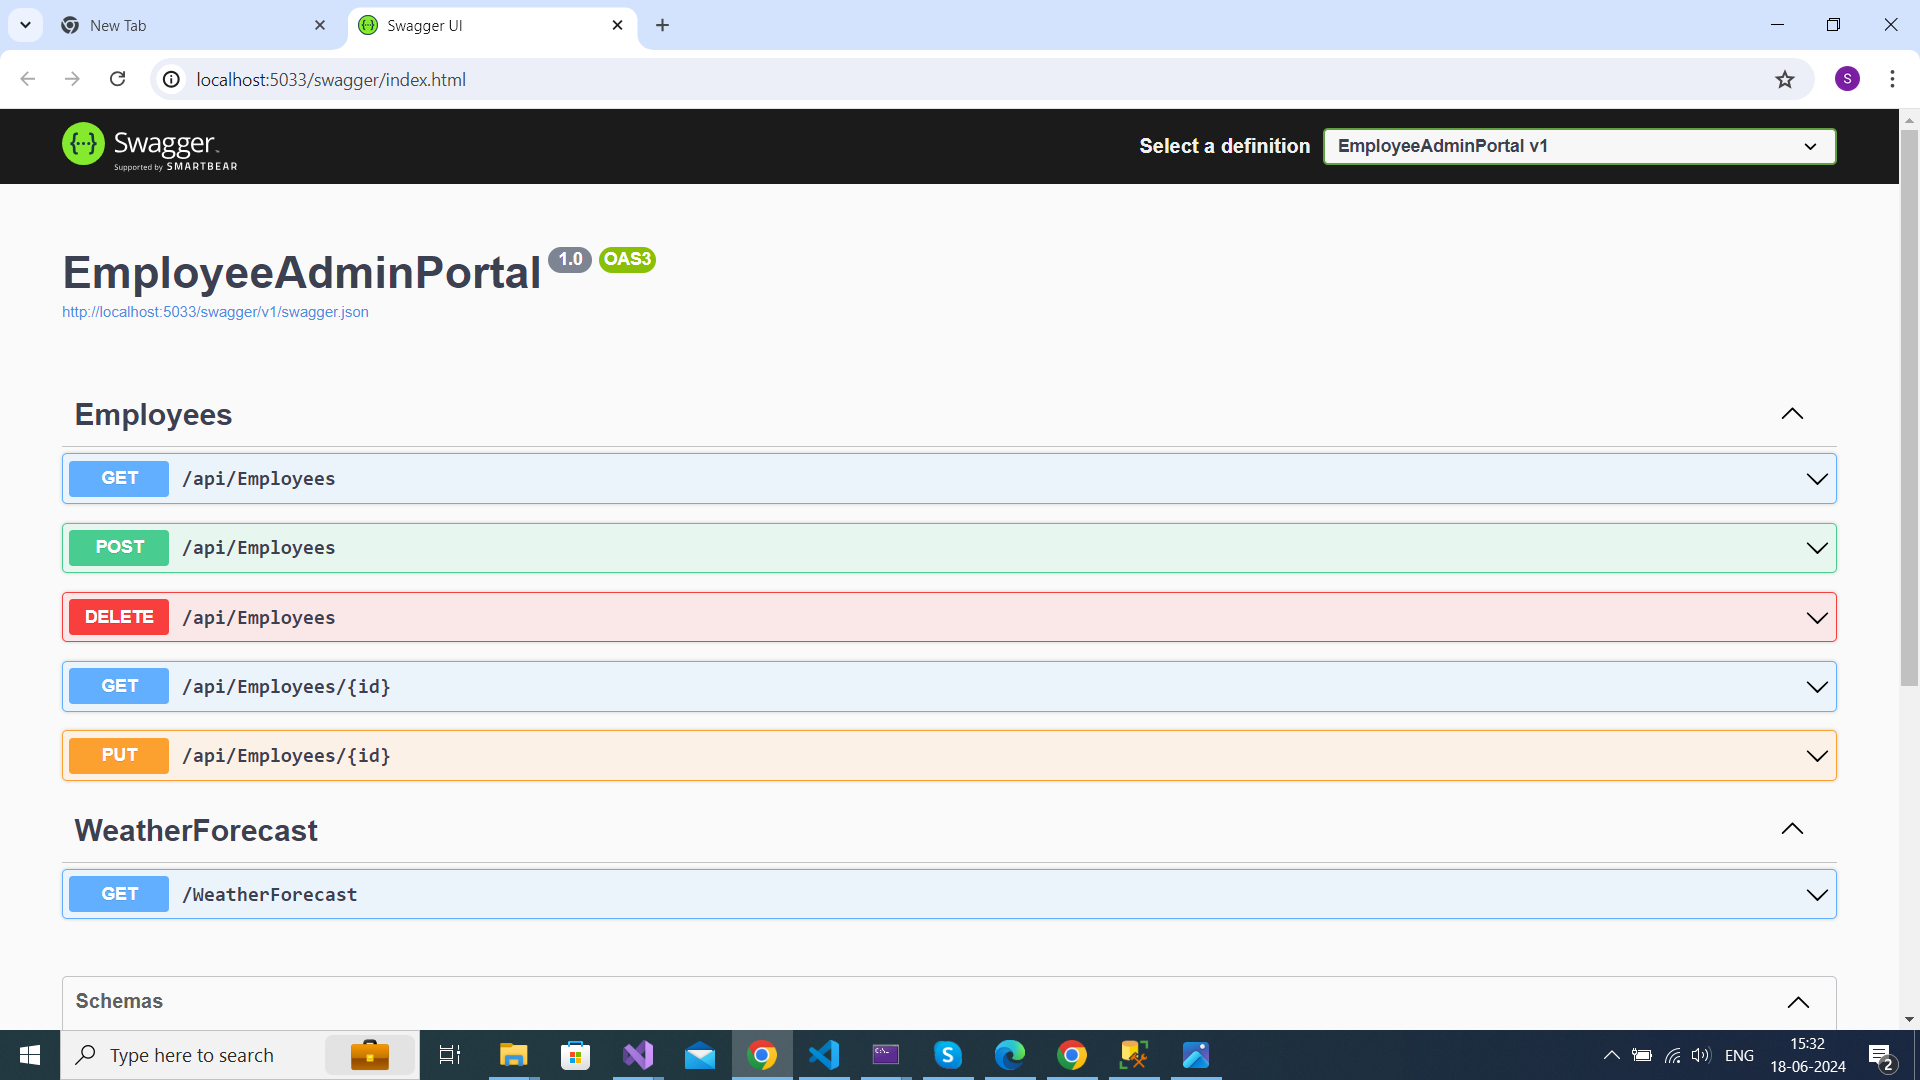 New Tab
Swagger UI
localhost:5033/swagger/index.html
S
Swagger
Supported by SMARTBEAR
Select a definition
EmployeeAdminPortal v1
EmployeeAdminPortal 1.0 OAS3
http://localhost:5033/swagger/v1/swagger.json
Employees
GET /api/Employees
POST /api/Employees
DELETE /api/Employees
GET /api/Employees/{id}
PUT /api/Employees/{id}
WeatherForecast
GET /WeatherForecast
Schemas
Type here to search
ENG
15:32
18-06-2024
2